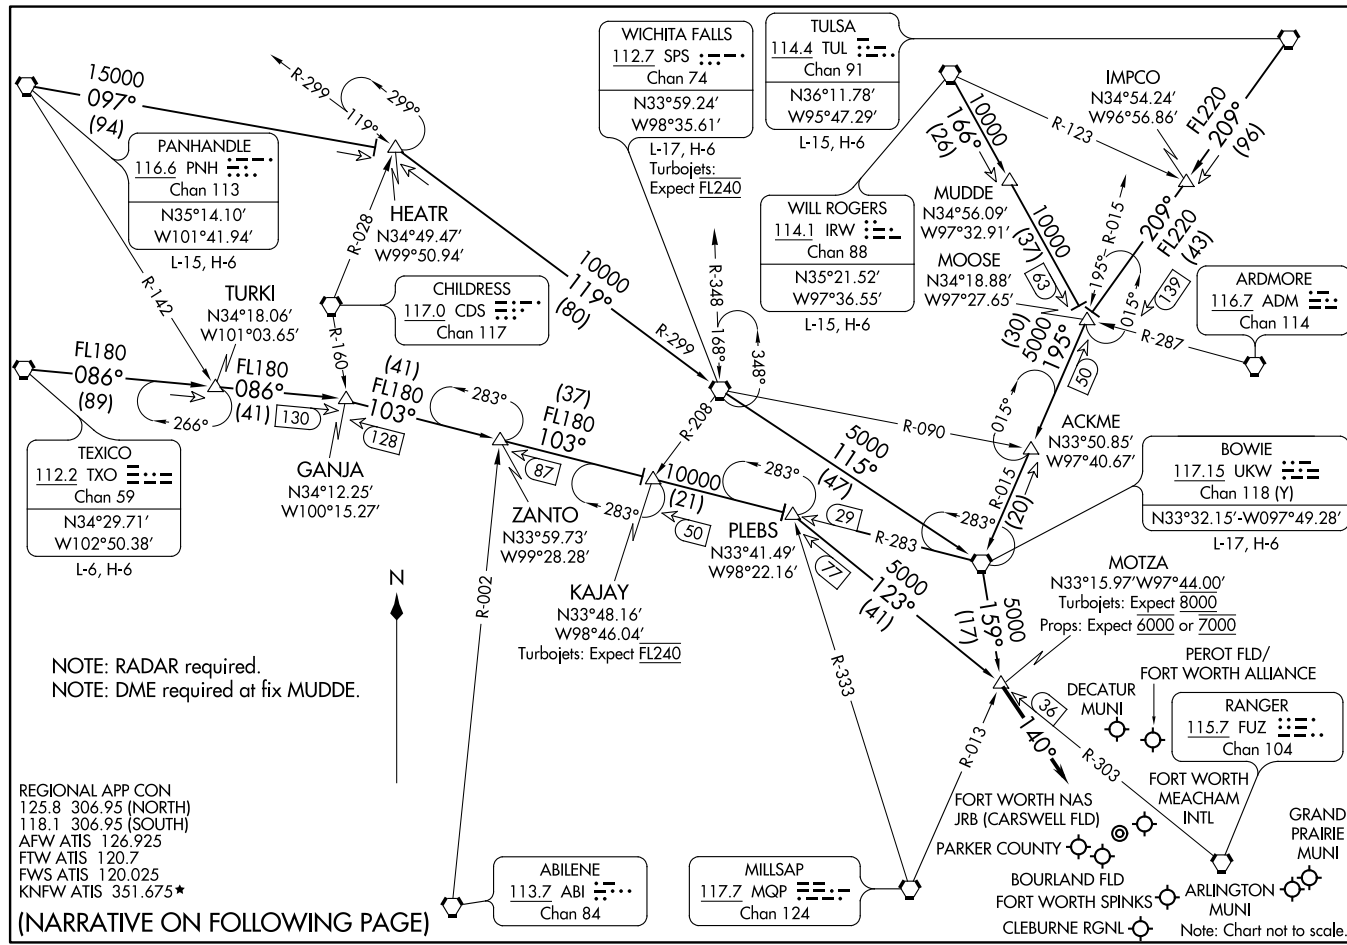 15000
097°
(94)
R-299
299°
119°
PANHANDLE
116.6 PNH
Chan 113
N35°14.10'
W101°41.94'
L-15, H-6
HEATR
N34°49.47'
W99°50.94'
R-028
R-142
WICHITA FALLS
112.7 SPS
Chan 74
N33°59.24'
W98°35.61'
L-17, H-6
Turbojets:
Expect FL240
TULSA
114.4 TUL
Chan 91
N36°11.78'
W95°47.29'
L-15, H-6
WILL ROGERS
114.1 IRW
Chan 88
N35°21.52'
W97°36.55'
L-15, H-6
10000
166°
(26)
R-123
IMPCO
N34°54.24'
W96°56.86'
FL220
209°
(96)
MUDDE
N34°56.09'
W97°32.91'
10000
(37)
63
MOOSE
N34°18.88'
W97°27.65'
R-015
195°
015°
209°
FL220
(43)
139
ARDMORE
116.7 ADM
Chan 114
R-287
CHILDRESS
117.0 CDS
Chan 117
R-160
10000
119°
(80)
R-299
R-348
168°
348°
TURKI
N34°18.06'
W101°03.65'
FL180
086°
(89)
266°
FL180
086°
(41)
130
TEXICO
112.2 TXO
Chan 59
N34°29.71'
W102°50.38'
L-6, H-6
GANJA
N34°12.25'
W100°15.27'
(41)
FL180
103°
128
283°
(37)
FL180
103°
87
ZANTO
N33°59.73'
W99°28.28'
R-002
R-208
283°
KAJAY
N33°48.16'
W98°46.04'
Turbojets: Expect FL240
50
10000
(21)
283°
PLEBS
N33°41.49'
W98°22.16'
R-090
5000
115°
(47)
29
R-283
77
(30)
5000
195°
50
015°
ACKME
N33°50.85'
W97°40.67'
R-015
(20)
283°
BOWIE
117.15 UKW
Chan 118 (Y)
N33°32.15'-W097°49.28'
L-17, H-6
5000
123°
(41)
5000
159°
(17)
MOTZA
N33°15.97'W97°44.00'
Turbojets: Expect 8000
Props: Expect 6000 or 7000
R-333
R-013
36
140°
R-303
PEROT FLD/
FORT WORTH ALLIANCE
DECATUR
MUNI
RANGER
115.7 FUZ
Chan 104
FORT WORTH
MEACHAM
INTL
FORT WORTH NAS
JRB (CARSWELL FLD)
GRAND
PRAIRIE
MUNI
PARKER COUNTY
BOURLAND FLD
FORT WORTH SPINKS
ARLINGTON
MUNI
CLEBURNE RGNL
Note: Chart not to scale.
N
NOTE: RADAR required.
NOTE: DME required at fix MUDDE.
REGIONAL APP CON
125.8 306.95 (NORTH)
118.1 306.95 (SOUTH)
AFW ATIS 126.925
FTW ATIS 120.7
FWS ATIS 120.025
KNFW ATIS 351.675★
(NARRATIVE ON FOLLOWING PAGE)
ABILENE
113.7 ABI
Chan 84
MILLSAP
117.7 MQP
Chan 124